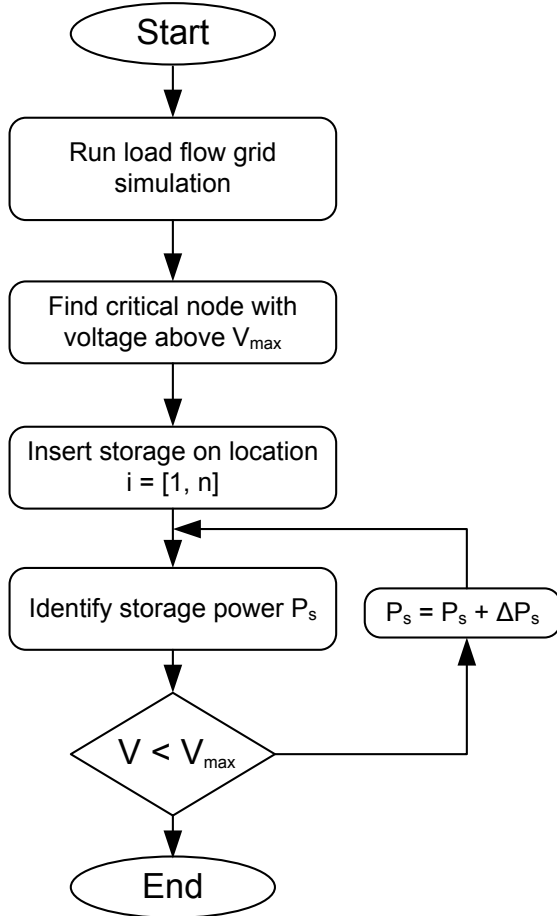 Start
Run load flow grid
simulation
Find critical node with
voltage above Vmax
Insert storage on location
i = [1, n]
Identify storage power Ps
Ps = Ps + ΔPs
V < Vmax
End